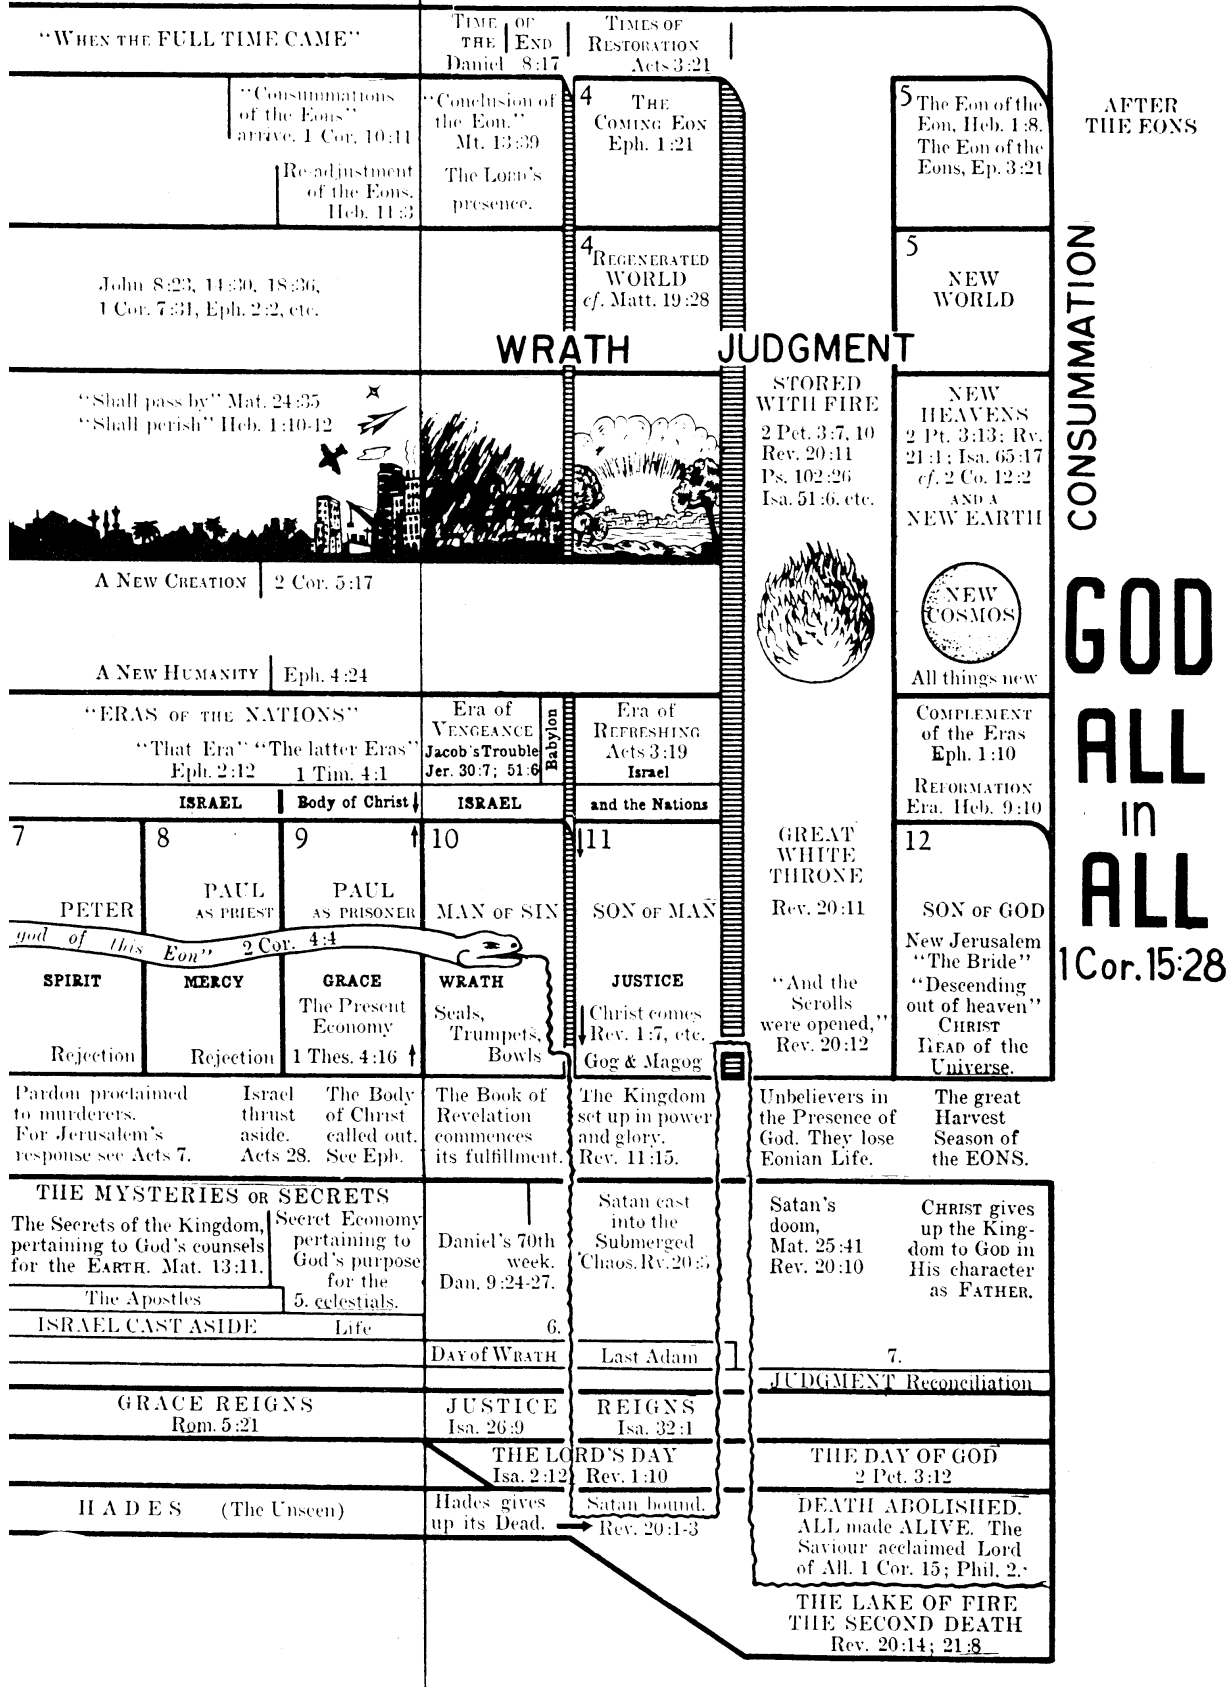 "WHEN THE FULL TIME CAME"
TIME OF
THE END
Daniel 8:17
TIMES OF
RESTORATION
Acts 3:21
"Consummations
of the Eons"
arrive. 1 Cor. 10:11
Re-adjustment
of the Eons.
Heb. 11:3
"Conclusion of
the Eon."
Mt. 13:39
The LORD'S
presence.
4
THE
COMING EON
Eph. 1:21
5 The Eon of the
Eon, Heb. 1:8.
The Eon of the
Eons, Ep. 3:21
AFTER
THE EONS
John 8:23, 14:30, 18:36,
1 Cor. 7:31, Eph. 2:2, etc.
4
REGENERATED
WORLD
cf. Matt. 19:28
5
NEW
WORLD
WRATH
JUDGMENT
CONSUMMATION
"Shall pass by" Mat. 24:35
"Shall perish" Heb. 1:10-12
STORED
WITH FIRE
2 Pet. 3:7, 10
Rev. 20:11
Ps. 102:26
Isa. 51:6, etc.
NEW
HEAVENS
2 Pt. 3:13; Rv.
21:1; Isa. 65:17
cf. 2 Co. 12:2
AND A
NEW EARTH
NEW
COSMOS
All things new
A NEW CREATION
2 Cor. 5:17
A NEW HUMANITY
Eph. 4:24
GOD
ALL
in
ALL
1 Cor. 15:28
"ERAS OF THE NATIONS"
"That Era" "The latter Eras"
Eph. 2:12
1 Tim. 4:1
Era of
VENGEANCE
Jacob's Trouble
Jer. 30:7; 51:6
Babylon
Era of
REFRESHING
Acts 3:19
Israel
COMPLEMENT
of the Eras
Eph. 1:10
REFORMATION
Era. Heb. 9:10
ISRAEL
Body of Christ
ISRAEL
and the Nations
7
PETER
8
PAUL
AS PRIEST
9
PAUL
AS PRISONER
10
MAN OF SIN
11
SON OF MAN
GREAT
WHITE
THRONE
Rev. 20:11
12
SON OF GOD
god of this Eon" 2 Cor. 4:4
SPIRIT
Rejection
MERCY
Rejection
GRACE
The Present
Economy
1 Thes. 4:16
WRATH
Seals,
Trumpets,
Bowls
JUSTICE
Christ comes
Rev. 1:7, etc.
Gog & Magog
"And the
Scrolls
were opened,"
Rev. 20:12
New Jerusalem
"The Bride"
"Descending
out of heaven"
CHRIST
HEAD of the
Universe.
Pardon proclaimed
to murderers.
For Jerusalem's
response see Acts 7.
Israel
thrust
aside.
Acts 28.
The Body
of Christ
called out.
See Eph.
The Book of
Revelation
commences
its fulfillment.
The Kingdom
set up in power
and glory.
Rev. 11:15.
Unbelievers in
the Presence of
God. They lose
Eonian Life.
The great
Harvest
Season of
the EONS.
THE MYSTERIES OR SECRETS
The Secrets of the Kingdom,
pertaining to God's counsels
for the EARTH. Mat. 13:11.
The Apostles
Secret Economy
pertaining to
God's purpose
for the
5. celestials.
Daniel's 70th
week.
Dan. 9:24-27.
6.
Satan cast
into the
Submerged
Chaos. Rv. 20:3
Satan's
doom,
Mat. 25:41
Rev. 20:10
CHRIST gives
up the King-
dom to GOD in
His character
as FATHER.
ISRAEL CAST ASIDE
Life
DAY of WRATH
Last Adam
7.
JUDGMENT Reconciliation
GRACE REIGNS
Rom. 5:21
JUSTICE
Isa. 26:9
REIGNS
Isa. 32:1
THE LORD'S DAY
Isa. 2:12 Rev. 1:10
THE DAY OF GOD
2 Pet. 3:12
HADES (The Unseen)
Hades gives
up its Dead.
Satan bound.
Rev. 20:1-3
DEATH ABOLISHED.
ALL made ALIVE. The
Saviour acclaimed Lord
of All. 1 Cor. 15; Phil. 2.
THE LAKE OF FIRE
THE SECOND DEATH
Rev. 20:14; 21:8